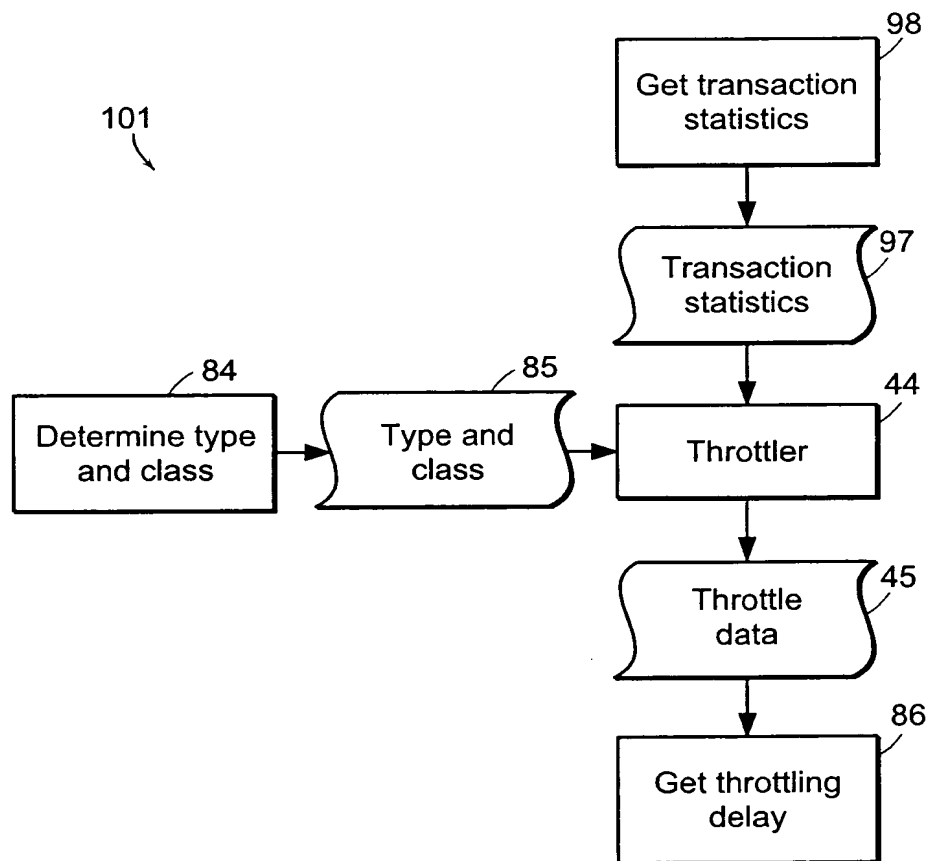 98
Get transaction
statistics
101
97
Transaction
statistics
84
Determine type
and class
85
Type and
class
44
Throttler
45
Throttle
data
86
Get throttling
delay